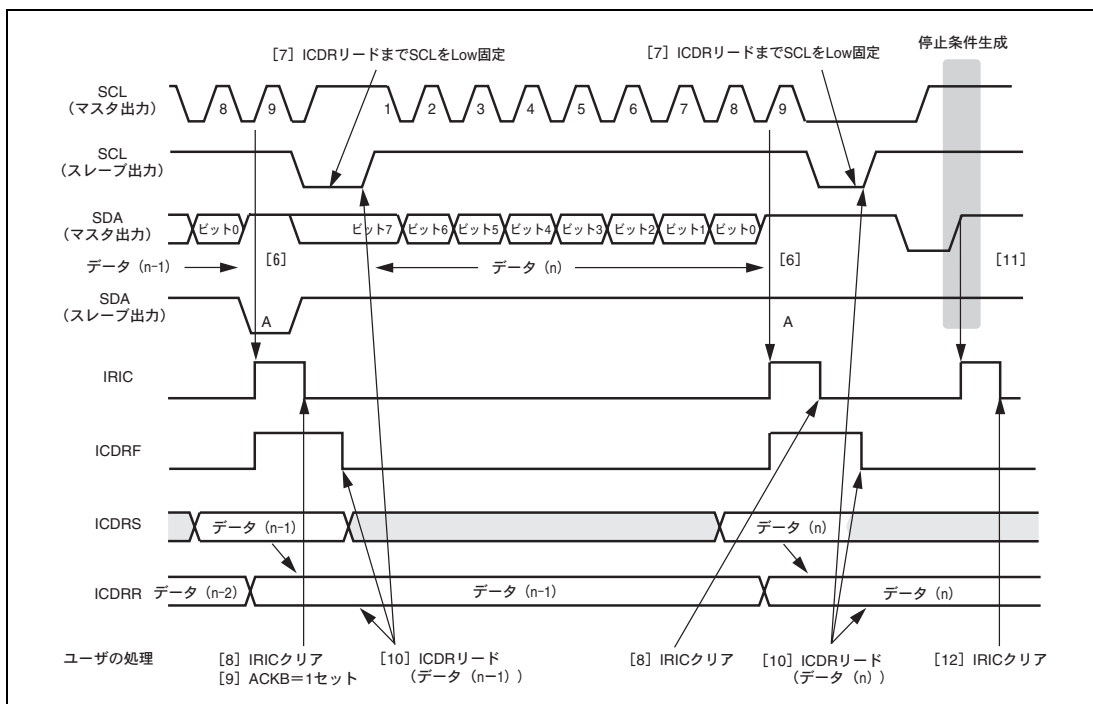 [7] ICDRリードまでSCLをLow固定
[7] ICDRリードまでSCLをLow固定
停止条件生成
SCL
(マスタ出力)
8 9 1 2 3 4 5 6 7 8 9
SCL
(スレーブ出力)
SDA
(マスタ出力)
ビット0 ビット7 ビット6 ビット5 ビット4 ビット3 ビット2 ビット1 ビット0
データ (n-1) [6] データ (n) [6] [11]
SDA
(スレーブ出力)
A A
IRIC
ICDRF
ICDRS データ (n-1) データ (n)
ICDRR データ (n-2) データ (n-1) データ (n)
ユーザの処理
[8] IRICクリア
[9] ACKB=1セット
[10] ICDRリード
(データ (n-1))
[8] IRICクリア
[10] ICDRリード
(データ (n))
[12] IRICクリア